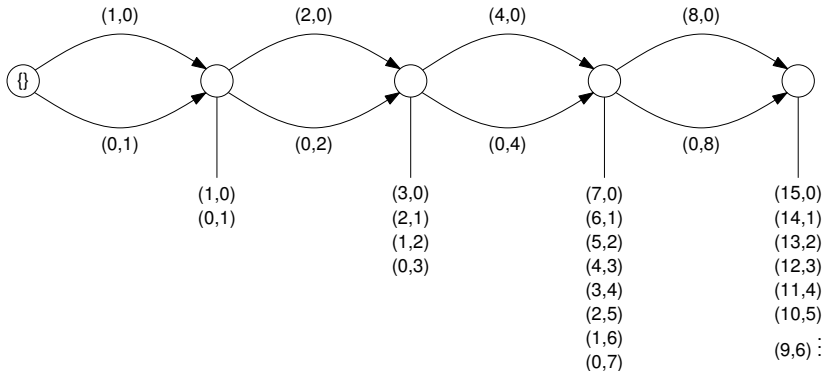 (1,0) (2,0) (4,0) (8,0)
{}
(0,1) (0,2) (0,4) (0,8)
(1,0) (3,0) (7,0) (15,0)
(0,1) (2,1) (6,1) (14,1)
(1,2) (5,2) (13,2)
(0,3) (4,3) (12,3)
(3,4) (11,4)
(2,5) (10,5)
(1,6) (9,6) ⋮
(0,7)